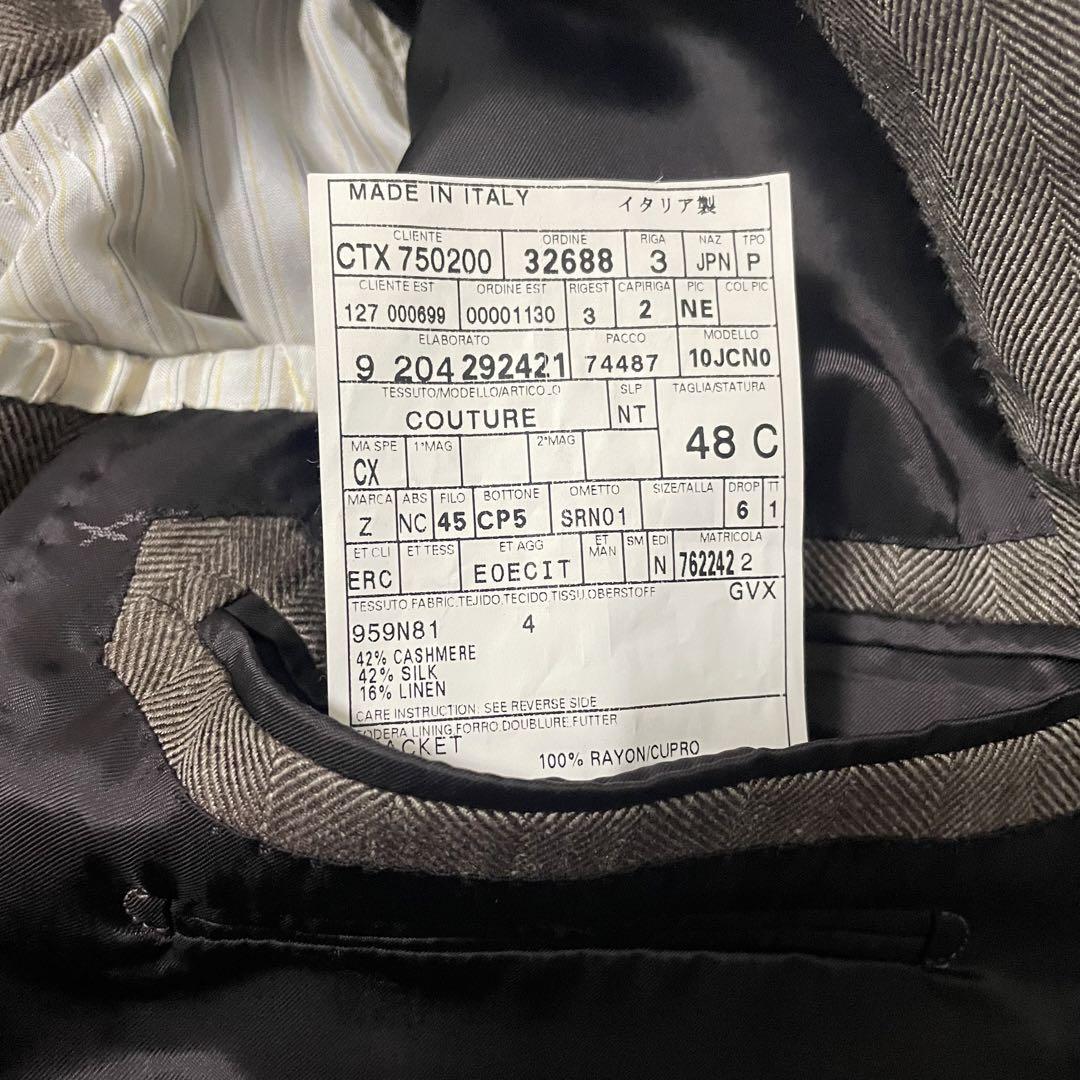 MADE IN ITALY イタリア製
CLIENTE ORDINE RIGA NAZ TPO
CTX 750200 32688 3 JPN P
CLIENTE EST ORDINE EST RIGEST CAPIRIGA PIC COL PIC
127 000699 00001130 3 2 NE
ELABORATO PACCO MODELLO
9 204 292421 74487 10JCN0
TESSUTO/MODELLO/ARTICOLO SLP TAGLIA/STATURA
COUTURE NT 48 C
MA SPE 1°MAG 2°MAG
CX
MARCA ABS FILO BOTTONE OMETTO SIZE/TALLA DROP TT
Z NC 45 CP5 SRN01 6 1
ET CLI ET TESS ET AGG ET MAN SM EDI MATRICOLA
ERC EOECIT N 762242 2
TESSUTO FABRIC.TEJIDO.TECIDO.TISSU.OBERSTOFF GVX
959N81 4
42% CASHMERE
42% SILK
16% LINEN
CARE INSTRUCTION: SEE REVERSE SIDE
LINING FORRO DOUBLURE FUTTER
100% RAYON/CUPRO